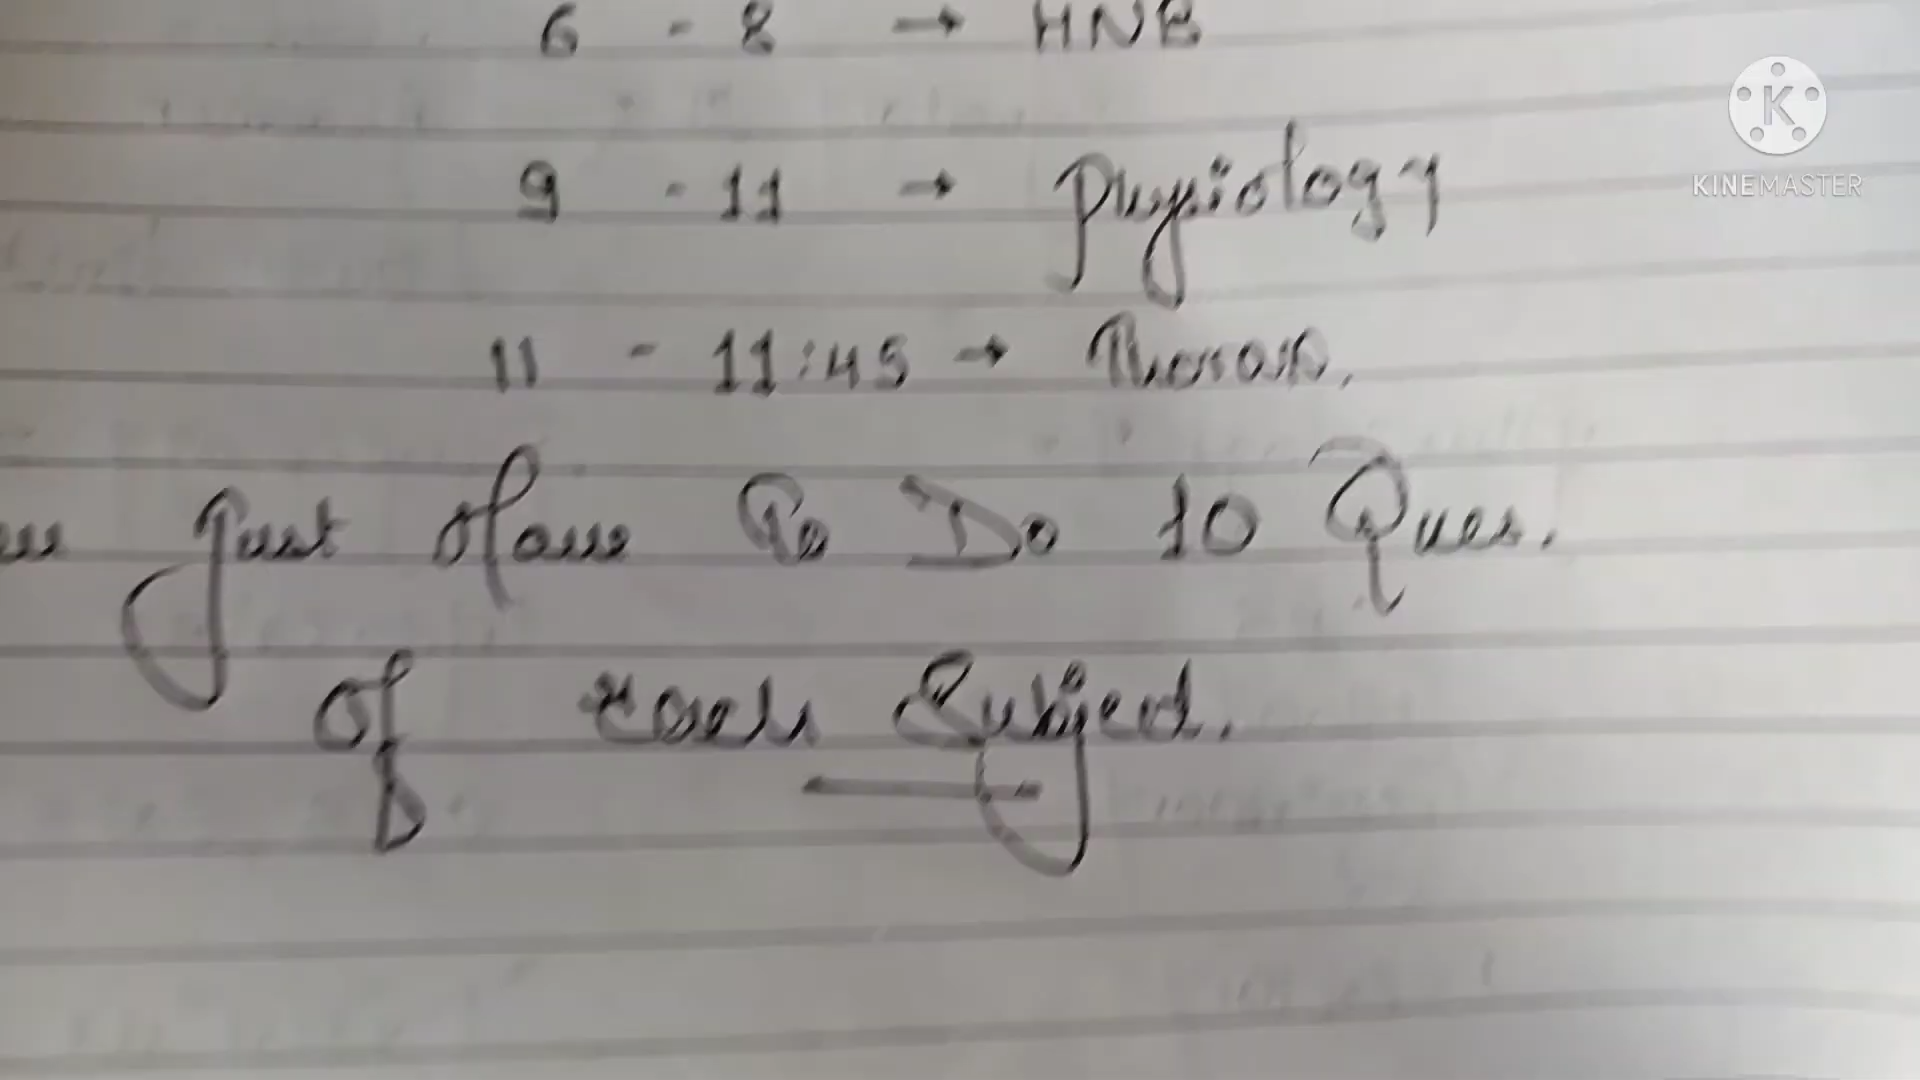 6 - 8 → HNB
9 - 11 → Physiology
11 - 11:45 → Thorax.
Just Have To Do 10 Ques.
Of Each Subject.
KINEMASTER